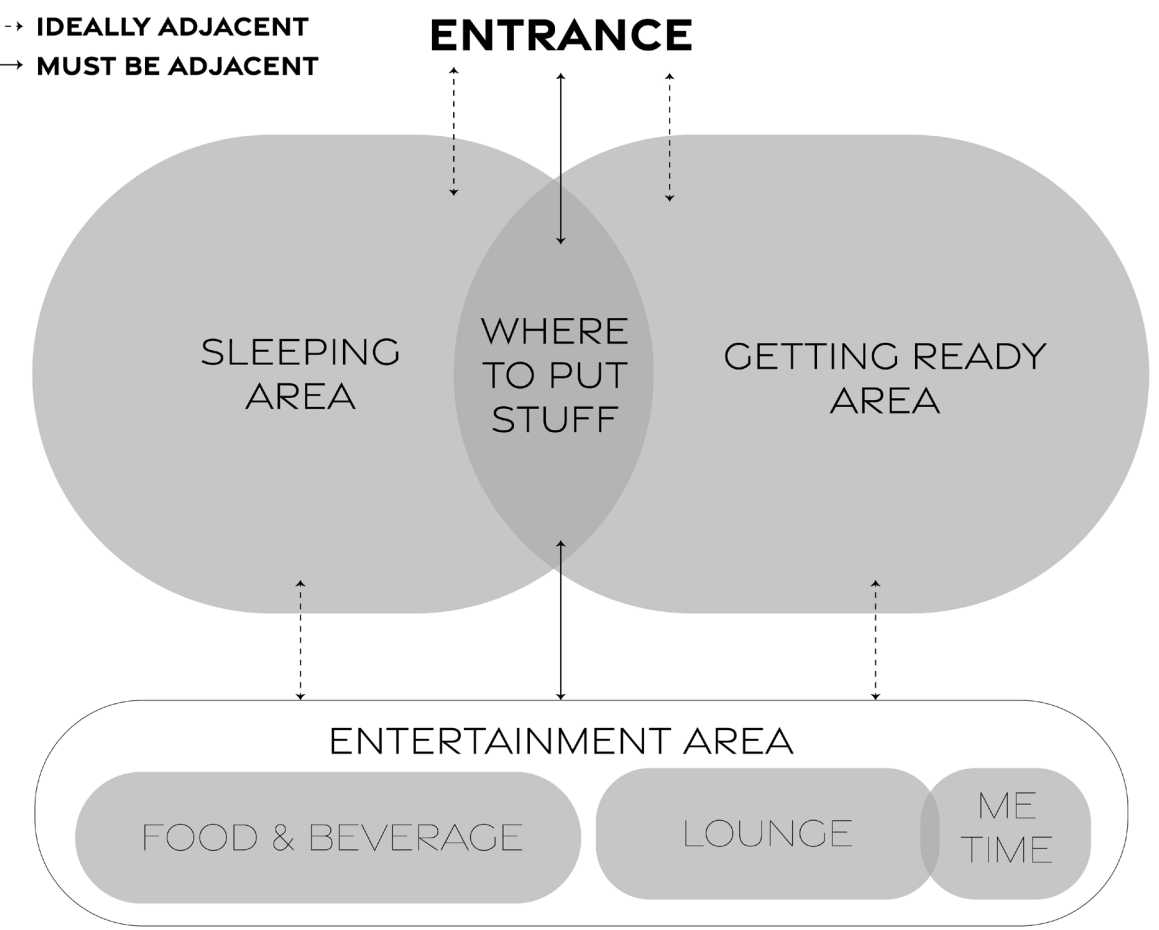 IDEALLY ADJACENT
MUST BE ADJACENT
ENTRANCE
SLEEPING
AREA
WHERE
TO PUT
STUFF
GETTING READY
AREA
ENTERTAINMENT AREA
FOOD & BEVERAGE
LOUNGE
ME
TIME